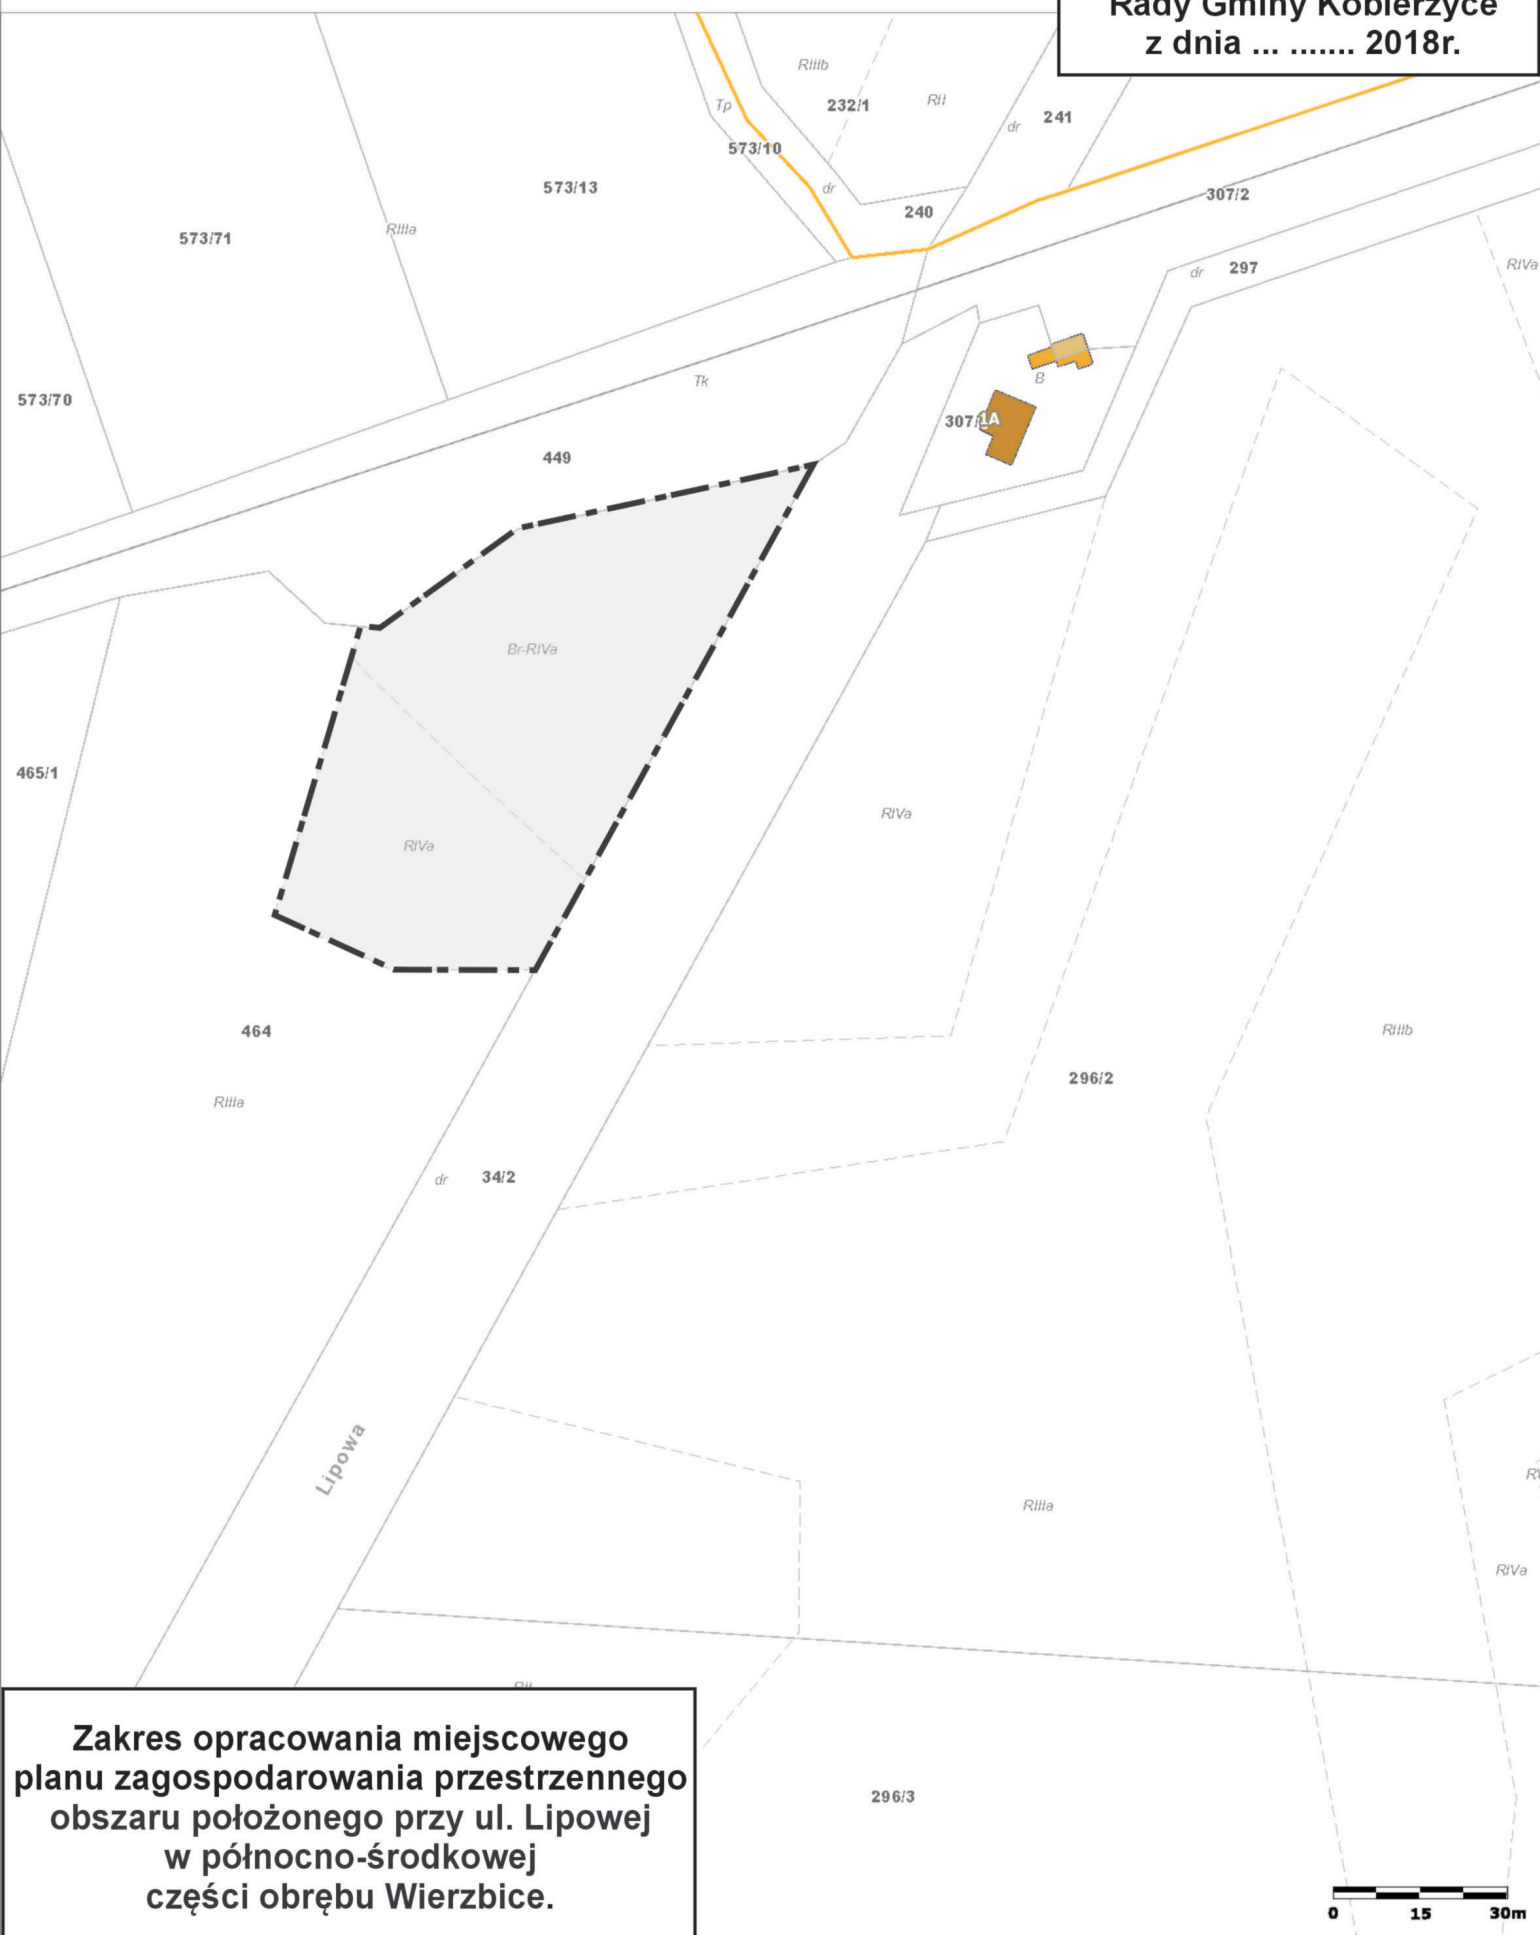 Rady Gminy Kobierzyce
z dnia ... ....... 2018r.
RIIIb
RII
Tp
232/1
dr
241
573/10
573/13
dr
307/2
240
573/71
RIIIa
dr
297
RIVa
Tk
B
573/70
307/
1A
449
Br-RIVa
465/1
RIVa
RIVa
464
RIIIb
296/2
RIIIa
dr
34/2
Lipowa
RIIIa
RIVa
RII
Zakres opracowania miejscowego
planu zagospodarowania przestrzennego
obszaru położonego przy ul. Lipowej
w północno-środkowej
części obrębu Wierzbice.
296/3
0 15 30m